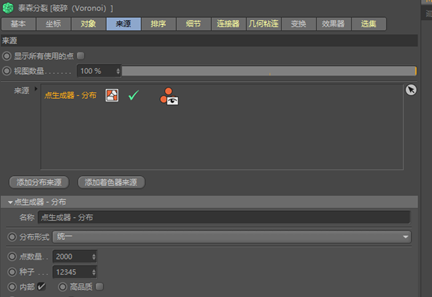 泰森分裂 [破碎（Voronoi）]
基本 坐标 对象 来源 排序 细节 连接器 几何粘连 变换 效果器 选集
来源
显示所有使用的点
视图数量 100 %
来源 点生成器 - 分布
添加分布来源 添加着色器来源
点生成器 - 分布
名称 点生成器 - 分布
分布形式 统一
点数量 2000
种子 12345
内部 高品质